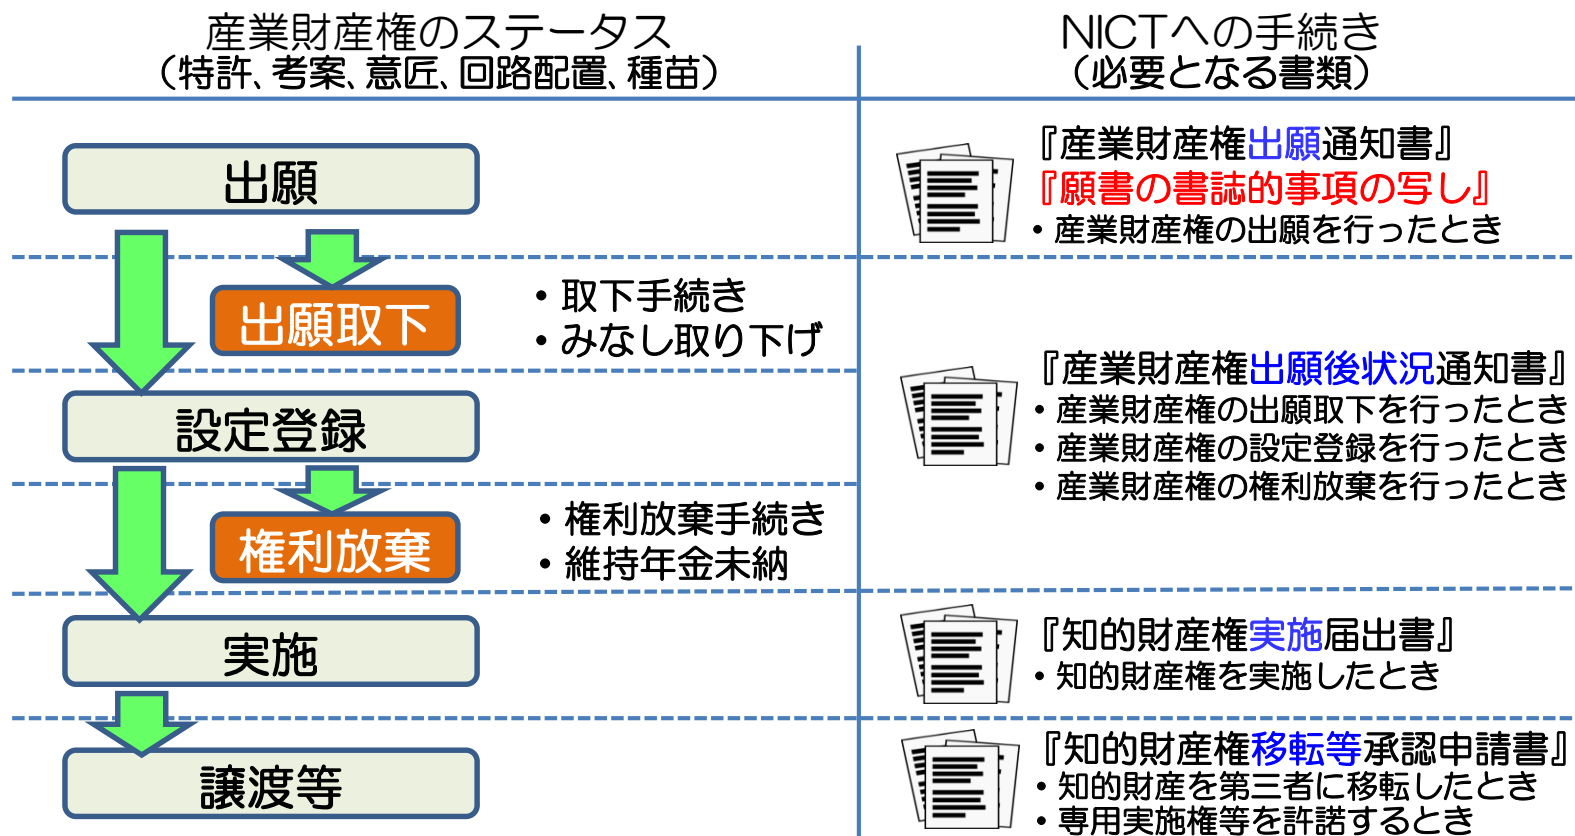 産業財産権のステータス
（特許、考案、意匠、回路配置、種苗）
NICTへの手続き
（必要となる書類）
出願
『産業財産権出願通知書』
『願書の書誌的事項の写し』
・産業財産権の出願を行ったとき
出願取下
・取下手続き
・みなし取り下げ
設定登録
『産業財産権出願後状況通知書』
・産業財産権の出願取下を行ったとき
・産業財産権の設定登録を行ったとき
・産業財産権の権利放棄を行ったとき
権利放棄
・権利放棄手続き
・維持年金未納
実施
『知的財産権実施届出書』
・知的財産権を実施したとき
譲渡等
『知的財産権移転等承認申請書』
・知的財産を第三者に移転したとき
・専用実施権等を許諾するとき